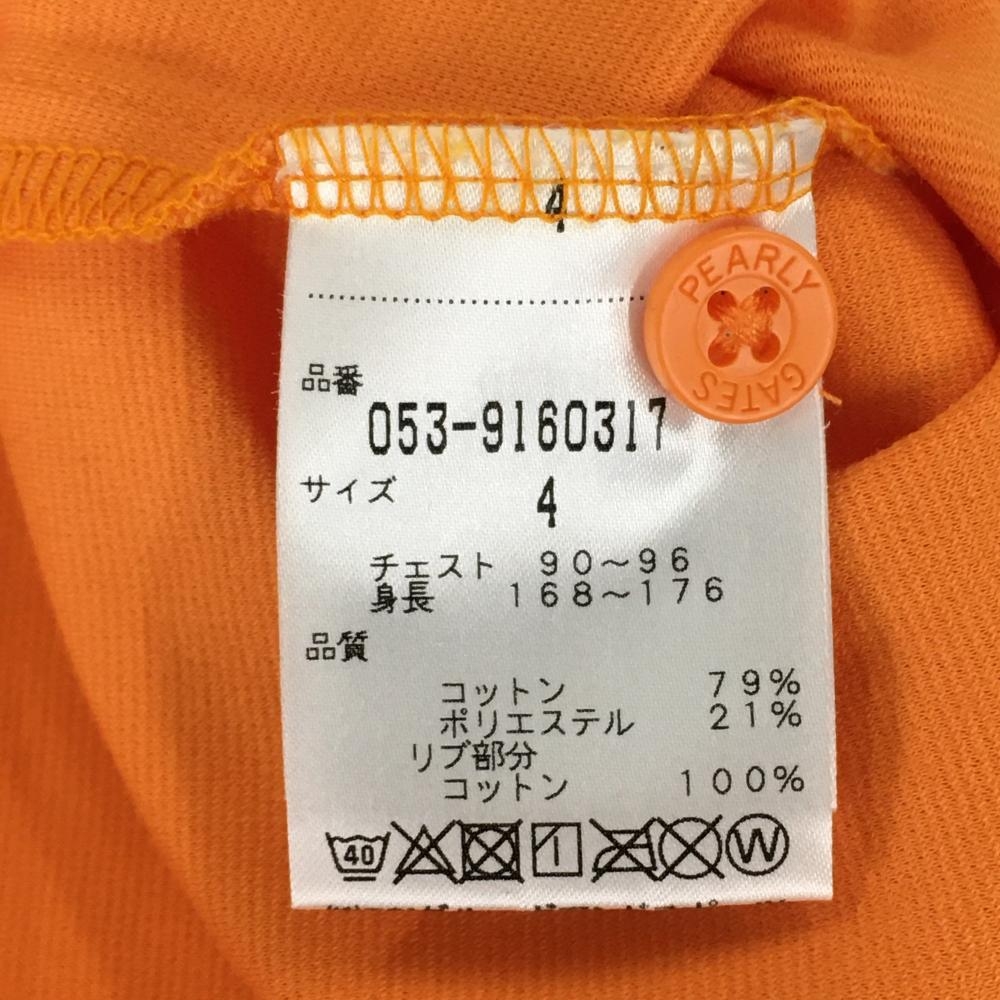 4
PEARLY
GATES
品番
053-9160317
サイズ
4
チェスト 90～96
身長 168～176
品質
コットン 79%
ポリエステル 21%
リブ部分
コットン 100%
40
W